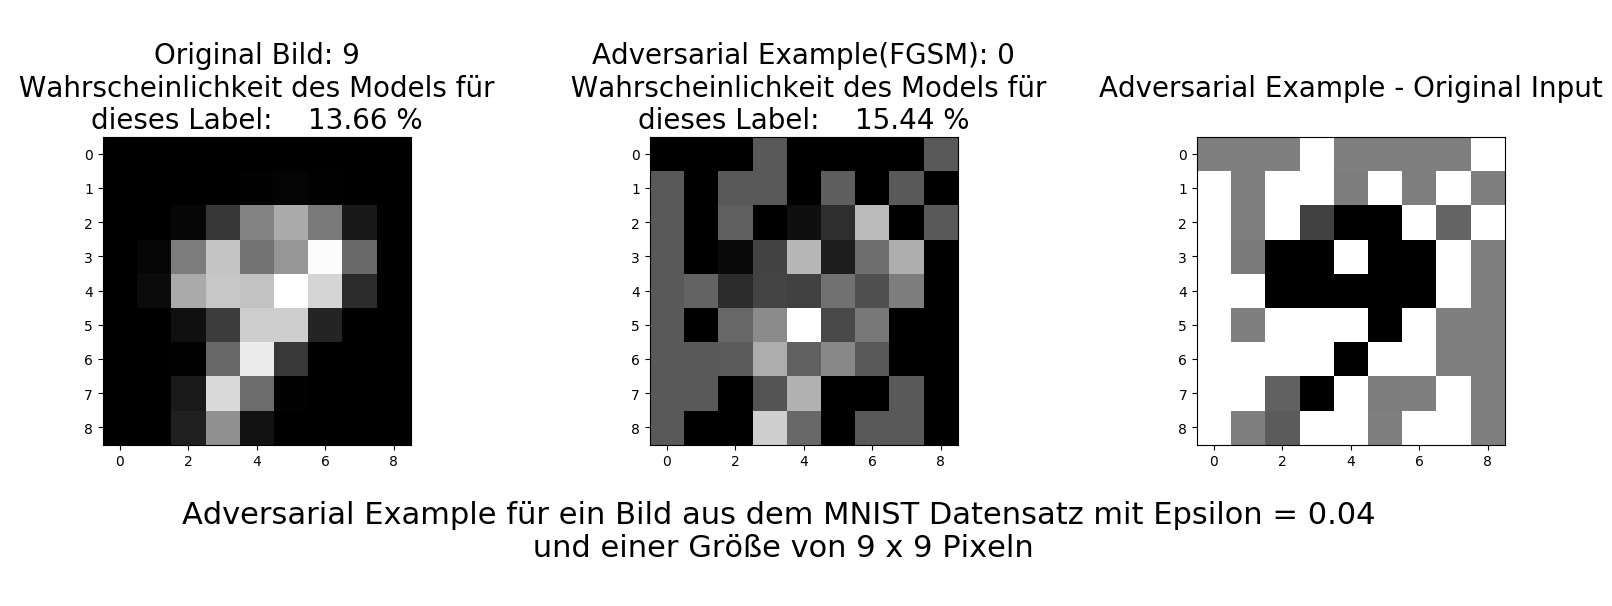 Original Bild: 9
Wahrscheinlichkeit des Models für
dieses Label: 13.66 %
0
1
2
3
4
5
6
7
8
0 2 4 6 8
Adversarial Example(FGSM): 0
Wahrscheinlichkeit des Models für
dieses Label: 15.44 %
0
1
2
3
4
5
6
7
8
0 2 4 6 8
Adversarial Example - Original Input
0
1
2
3
4
5
6
7
8
0 2 4 6 8
Adversarial Example für ein Bild aus dem MNIST Datensatz mit Epsilon = 0.04
und einer Größe von 9 x 9 Pixeln